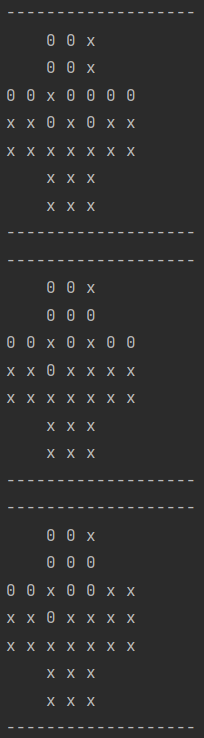 -------------------
    0 0 x
    0 0 x
0 0 x 0 0 0 0
x x 0 x 0 x x
x x x x x x x
    x x x
    x x x
-------------------
-------------------
    0 0 x
    0 0 0
0 0 x 0 x 0 0
x x 0 x x x x
x x x x x x x
    x x x
    x x x
-------------------
-------------------
    0 0 x
    0 0 0
0 0 x 0 0 x x
x x 0 x x x x
x x x x x x x
    x x x
    x x x
-------------------